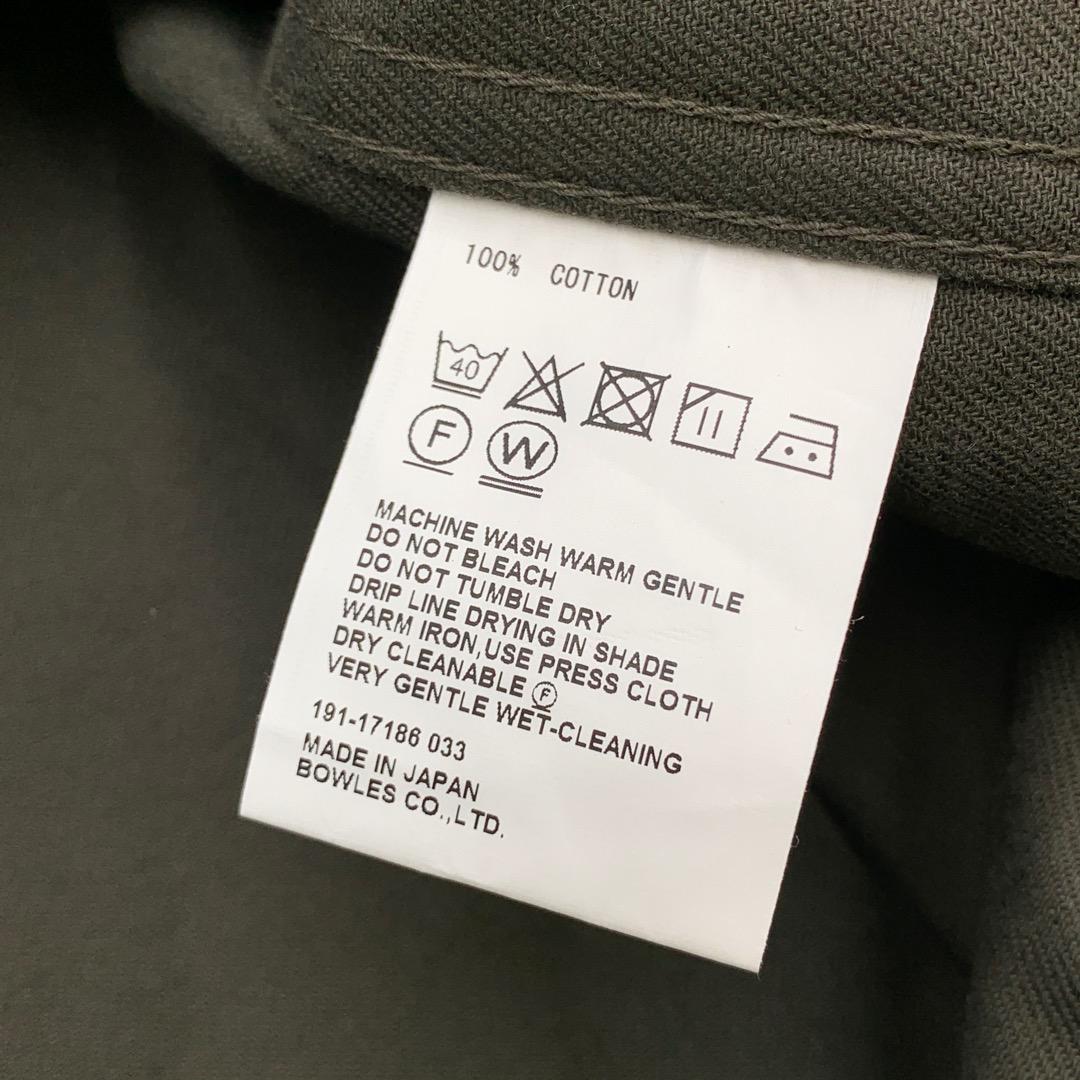 100% COTTON
40
F W
MACHINE WASH WARM GENTLE
DO NOT BLEACH
DO NOT TUMBLE DRY
DRIP LINE DRYING IN SHADE
WARM IRON,USE PRESS CLOTH
DRY CLEANABLE Ⓕ
VERY GENTLE WET-CLEANING
191-17186 033
MADE IN JAPAN
BOWLES CO.,LTD.